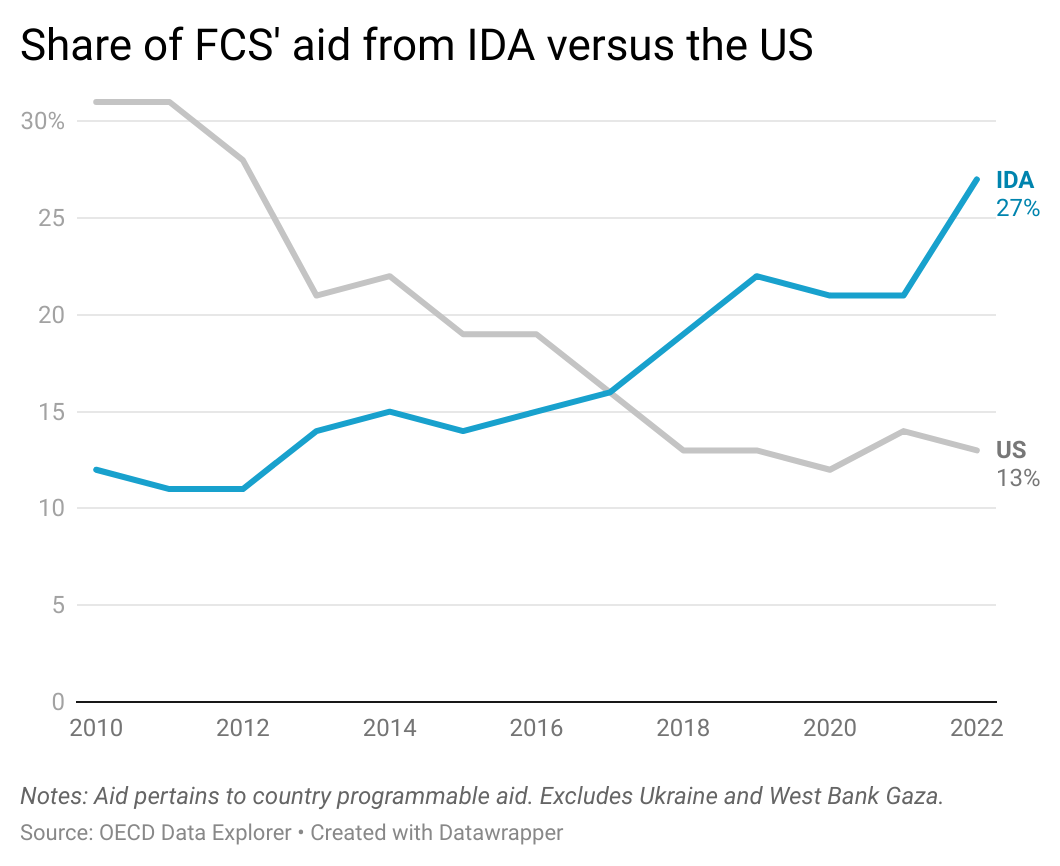 Share of FCS' aid from IDA versus the US
30%
25
20
15
10
5
0
IDA
27%
US
13%
2010 2012 2014 2016 2018 2020 2022
Notes: Aid pertains to country programmable aid. Excludes Ukraine and West Bank Gaza.
Source: OECD Data Explorer • Created with Datawrapper